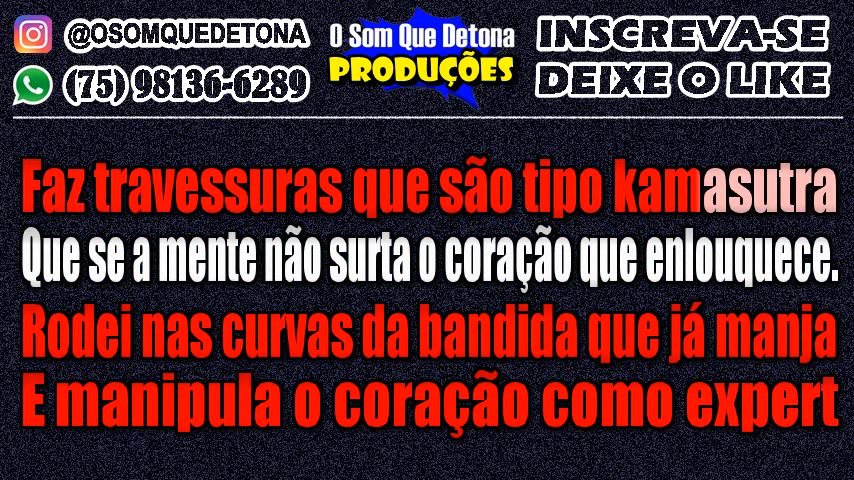 @OSOMQUEDETONA
(75) 98136-6289
O Som Que Detona
PRODUÇÕES
INSCREVA-SE
DEIXE O LIKE
Faz travessuras que são tipo kamasutra
Que se a mente não surta o coração que enlouquece.
Rodei nas curvas da bandida que já manja
E manipula o coração como expert